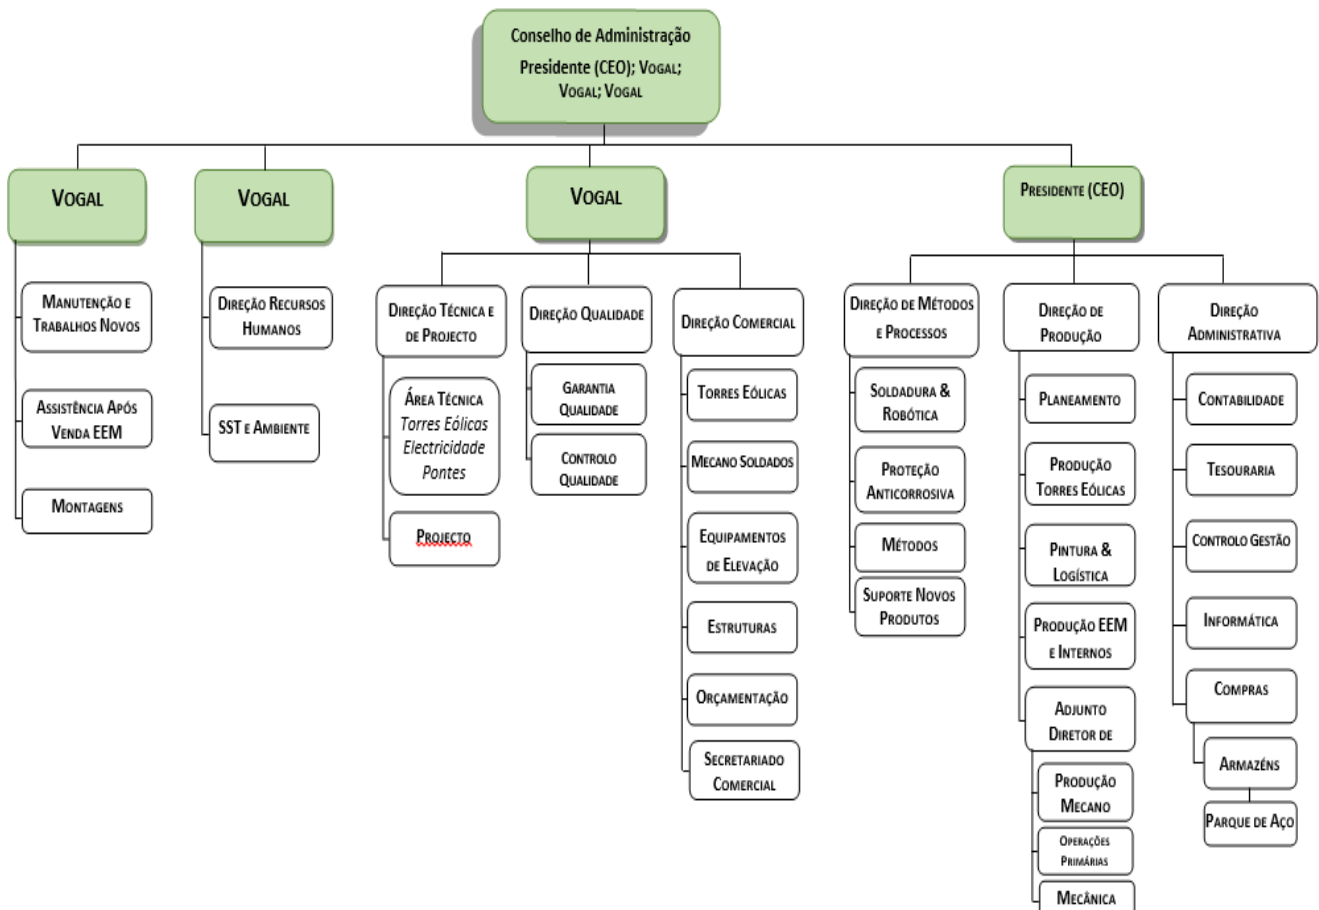 Conselho de Administração
Presidente (CEO); Vogal;
Vogal; Vogal
Vogal
Vogal
Vogal
Presidente (CEO)
Manutenção e
Trabalhos Novos
Assistência Após
Venda EEM
Montagens
Direção Recursos
Humanos
SST e Ambiente
Direção Técnica e
de Projecto
Área Técnica
Torres Eólicas
Electricidade
Pontes
Projecto
Direção Qualidade
Garantia
Qualidade
Controlo
Qualidade
Direção Comercial
Torres Eólicas
Mecano Soldados
Equipamentos
de Elevação
Estruturas
Orçamentação
Secretariado
Comercial
Direção de Métodos
e Processos
Soldadura &
Robótica
Proteção
Anticorrosiva
Métodos
Suporte Novos
Produtos
Direção de
Produção
Planeamento
Produção
Torres Eólicas
Pintura &
Logística
Produção EEM
e Internos
Adjunto
Diretor de
Produção
Mecano
Operações
Primárias
Mecânica
Direção
Administrativa
Contabilidade
Tesouraria
Controlo Gestão
Informática
Compras
Armazéns
Parque de Aço